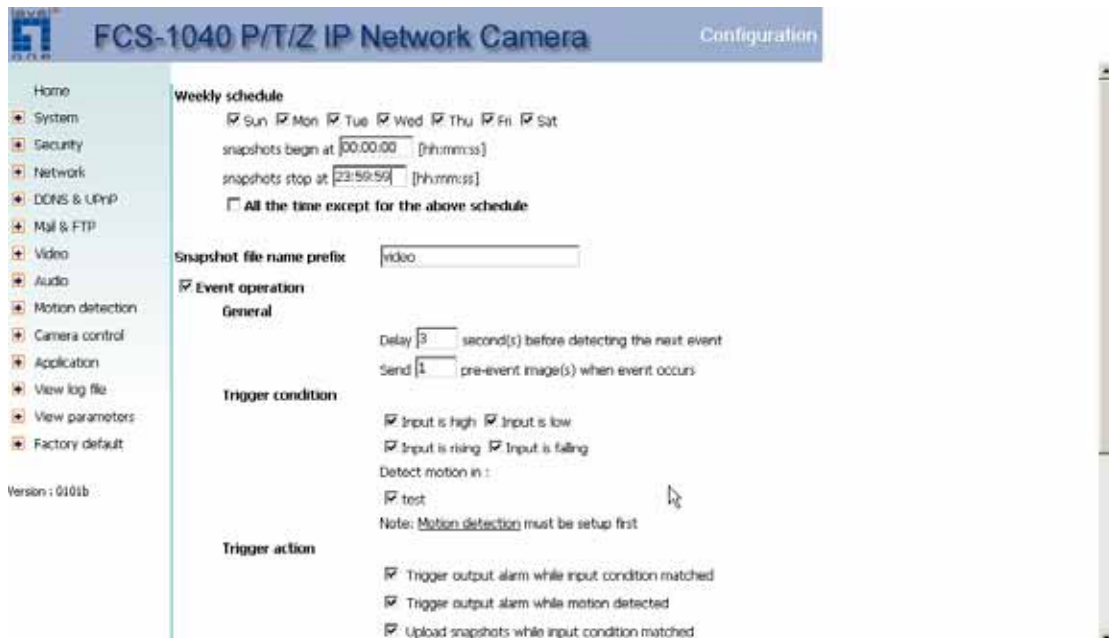 level
one
FCS-1040 P/T/Z IP Network Camera
Configuration
Home
System
Security
Network
DDNS & UPnP
Mail & FTP
Video
Audio
Motion detection
Camera control
Application
View log file
View parameters
Factory default
Version : 0101b
Weekly schedule
Sun Mon Tue Wed Thu Fri Sat
snapshots begin at 00:00:00 [hh:mm:ss]
snapshots stop at 23:59:59 [hh:mm:ss]
All the time except for the above schedule
Snapshot file name prefix video
Event operation
General
Delay 3 second(s) before detecting the next event
Send 1 pre-event image(s) when event occurs
Trigger condition
Input is high Input is low
Input is rising Input is falling
Detect motion in :
test
Note: Motion detection must be setup first
Trigger action
Trigger output alarm while input condition matched
Trigger output alarm while motion detected
Upload snapshots while input condition matched